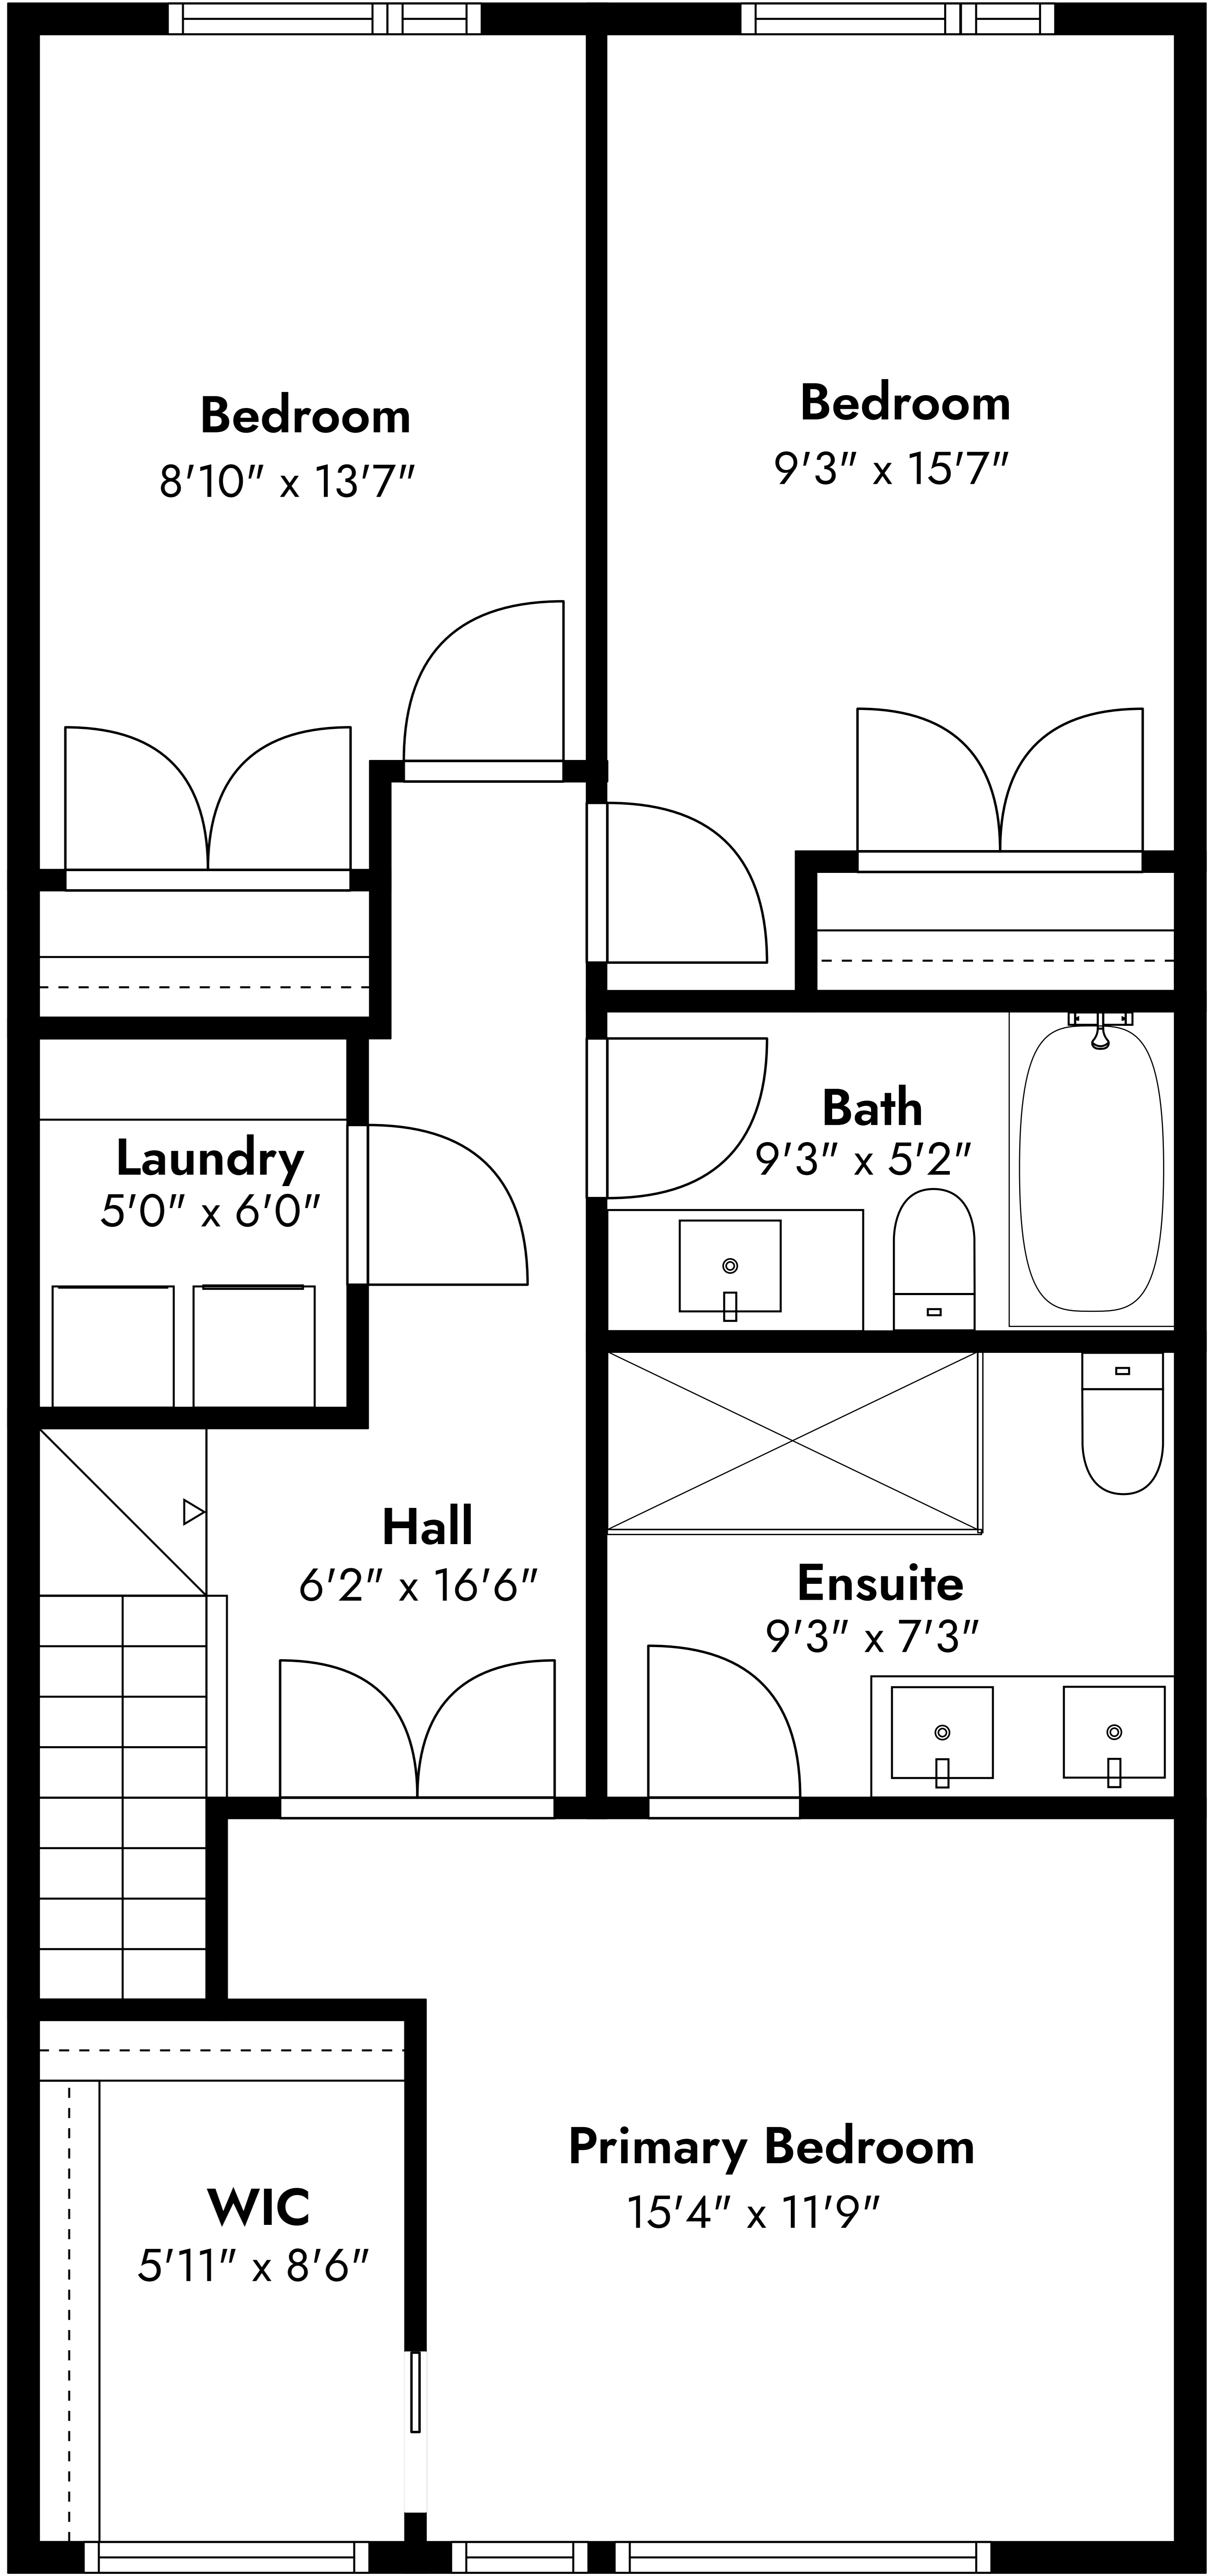 Bedroom
8'10" x 13'7"
Bedroom
9'3" x 15'7"
Bath
9'3" x 5'2"
Laundry
5'0" x 6'0"
Hall
6'2" x 16'6"
Ensuite
9'3" x 7'3"
Primary Bedroom
15'4" x 11'9"
WIC
5'11" x 8'6"